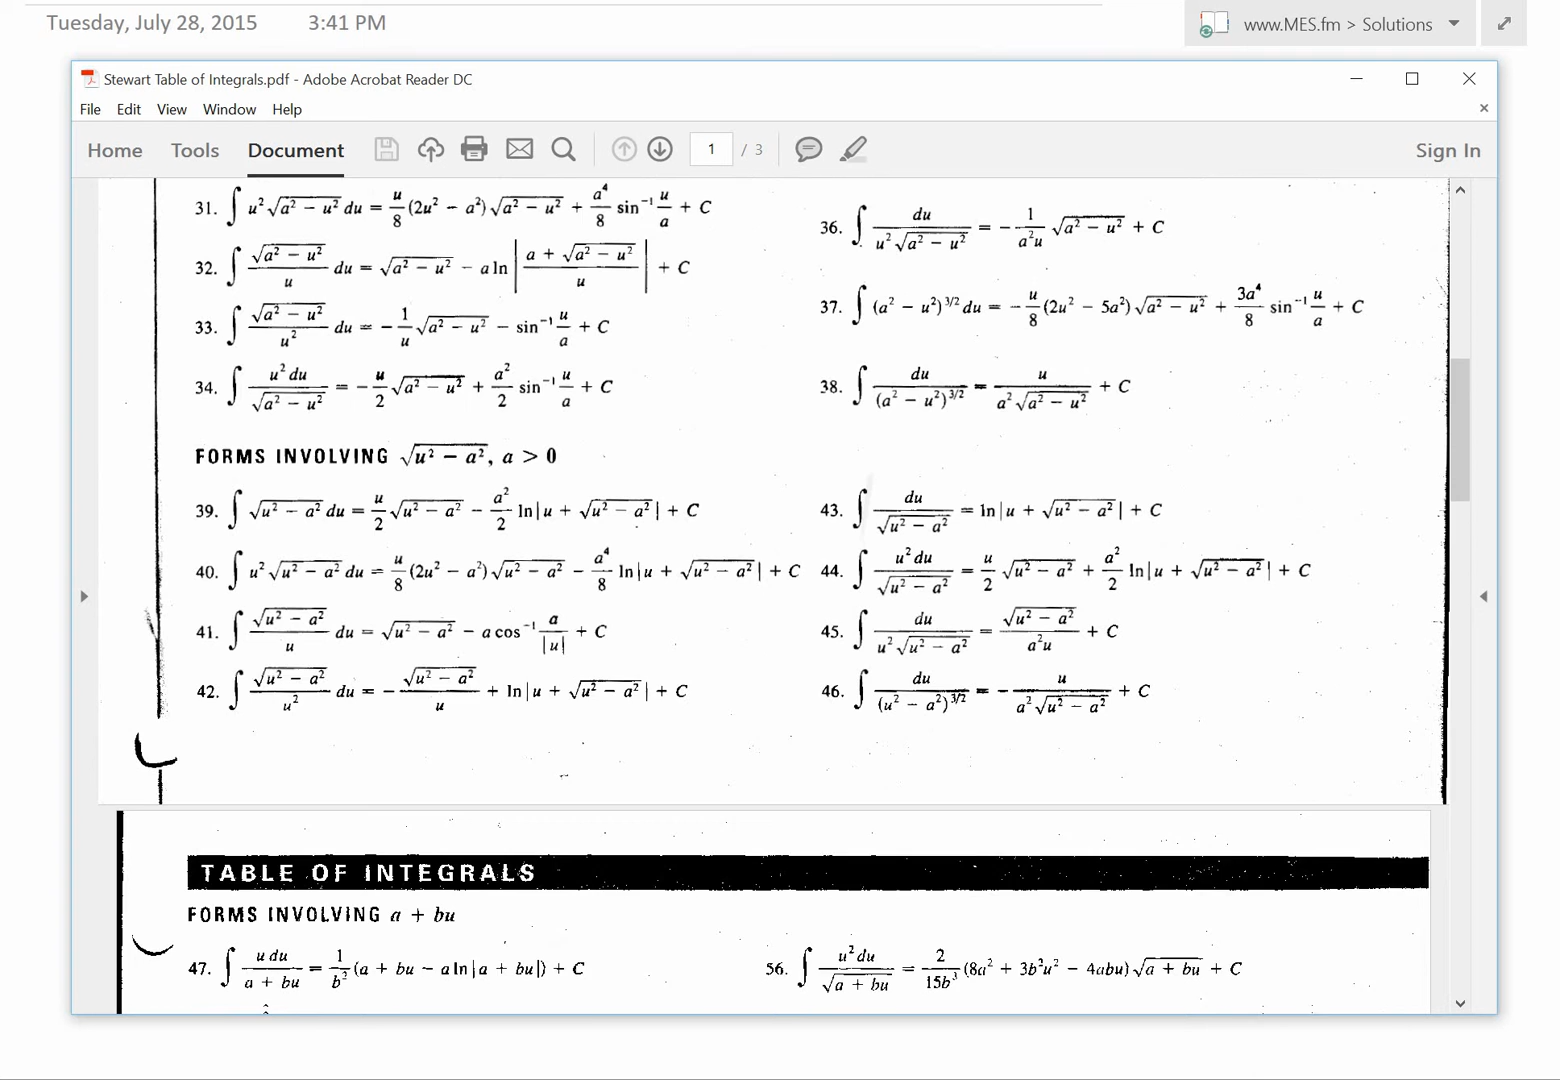 Tuesday, July 28, 2015 3:41 PM
www.MES.fm > Solutions
Stewart Table of Integrals.pdf - Adobe Acrobat Reader DC
File Edit View Window Help
Home Tools Document 1 / 3 Sign In
31. ∫ u² √(a² − u²) du = u/8 (2u² − a²) √(a² − u²) + a⁴/8 sin⁻¹ u/a + C
32. ∫ √(a² − u²)/u du = √(a² − u²) − a ln |(a + √(a² − u²))/u| + C
33. ∫ √(a² − u²)/u² du = − 1/u √(a² − u²) − sin⁻¹ u/a + C
34. ∫ u² du/√(a² − u²) = − u/2 √(a² − u²) + a²/2 sin⁻¹ u/a + C
36. ∫ du/(u² √(a² − u²)) = − 1/(a²u) √(a² − u²) + C
37. ∫ (a² − u²)^3/2 du = − u/8 (2u² − 5a²) √(a² − u²) + 3a⁴/8 sin⁻¹ u/a + C
38. ∫ du/(a² − u²)^3/2 = u/(a² √(a² − u²)) + C
FORMS INVOLVING √(u² − a²), a > 0
39. ∫ √(u² − a²) du = u/2 √(u² − a²) − a²/2 ln|u + √(u² − a²)| + C
40. ∫ u² √(u² − a²) du = u/8 (2u² − a²) √(u² − a²) − a⁴/8 ln|u + √(u² − a²)| + C
41. ∫ √(u² − a²)/u du = √(u² − a²) − a cos⁻¹ a/|u| + C
42. ∫ √(u² − a²)/u² du = − √(u² − a²)/u + ln|u + √(u² − a²)| + C
43. ∫ du/√(u² − a²) = ln|u + √(u² − a²)| + C
44. ∫ u² du/√(u² − a²) = u/2 √(u² − a²) + a²/2 ln|u + √(u² − a²)| + C
45. ∫ du/(u² √(u² − a²)) = √(u² − a²)/(a²u) + C
46. ∫ du/(u² − a²)^3/2 = − u/(a² √(u² − a²)) + C
TABLE OF INTEGRALS
FORMS INVOLVING a + bu
47. ∫ u du/(a + bu) = 1/b² (a + bu − a ln|a + bu|) + C
56. ∫ u² du/√(a + bu) = 2/(15b³) (8a² + 3b²u² − 4abu) √(a + bu) + C